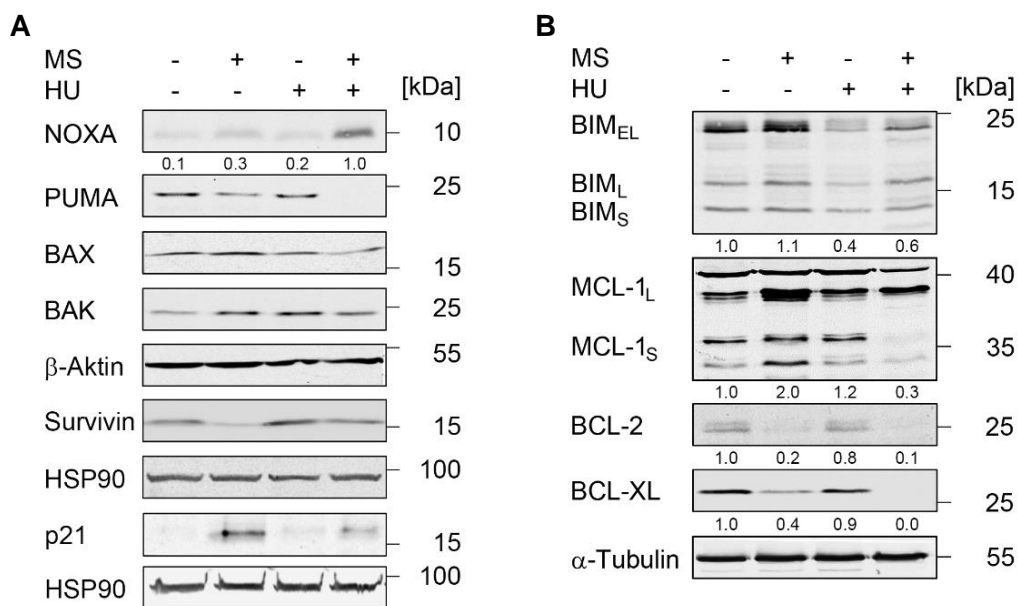 A
MS - + - +
HU - - + + [kDa]
NOXA 10
0.1 0.3 0.2 1.0
PUMA 25
BAX 15
BAK 25
β-Aktin 55
Survivin 15
HSP90 100
p21 15
HSP90 100
B
MS - + - +
HU - - + + [kDa]
BIMEL 25
BIML 15
BIMS
1.0 1.1 0.4 0.6
MCL-1L 40
MCL-1S 35
1.0 2.0 1.2 0.3
BCL-2 25
1.0 0.2 0.8 0.1
BCL-XL 25
1.0 0.4 0.9 0.0
α-Tubulin 55